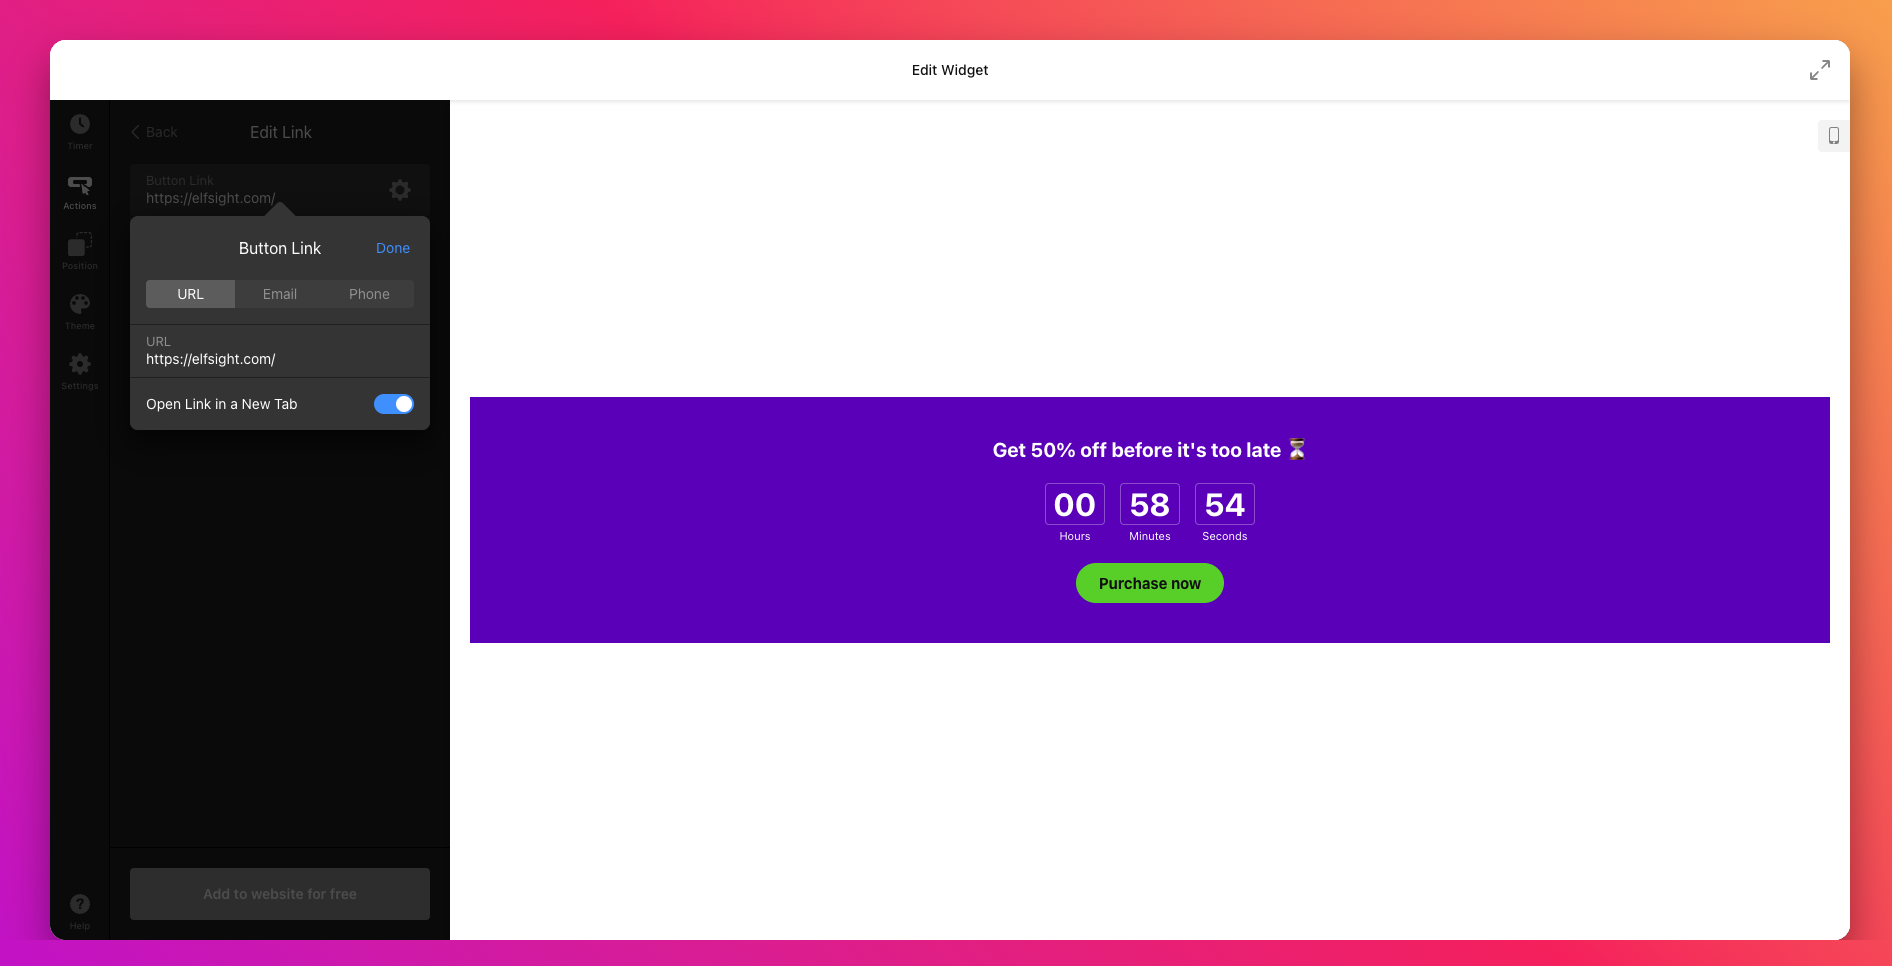 Edit Widget
Timer
Actions
Position
Theme
Settings
Help
Back
Edit Link
Button Link
https://elfsight.com/
Button Link
Done
URL
Email
Phone
URL
https://elfsight.com/
Open Link in a New Tab
Add to website for free
Get 50% off before it's too late ⏳
00 58 54
Hours Minutes Seconds
Purchase now